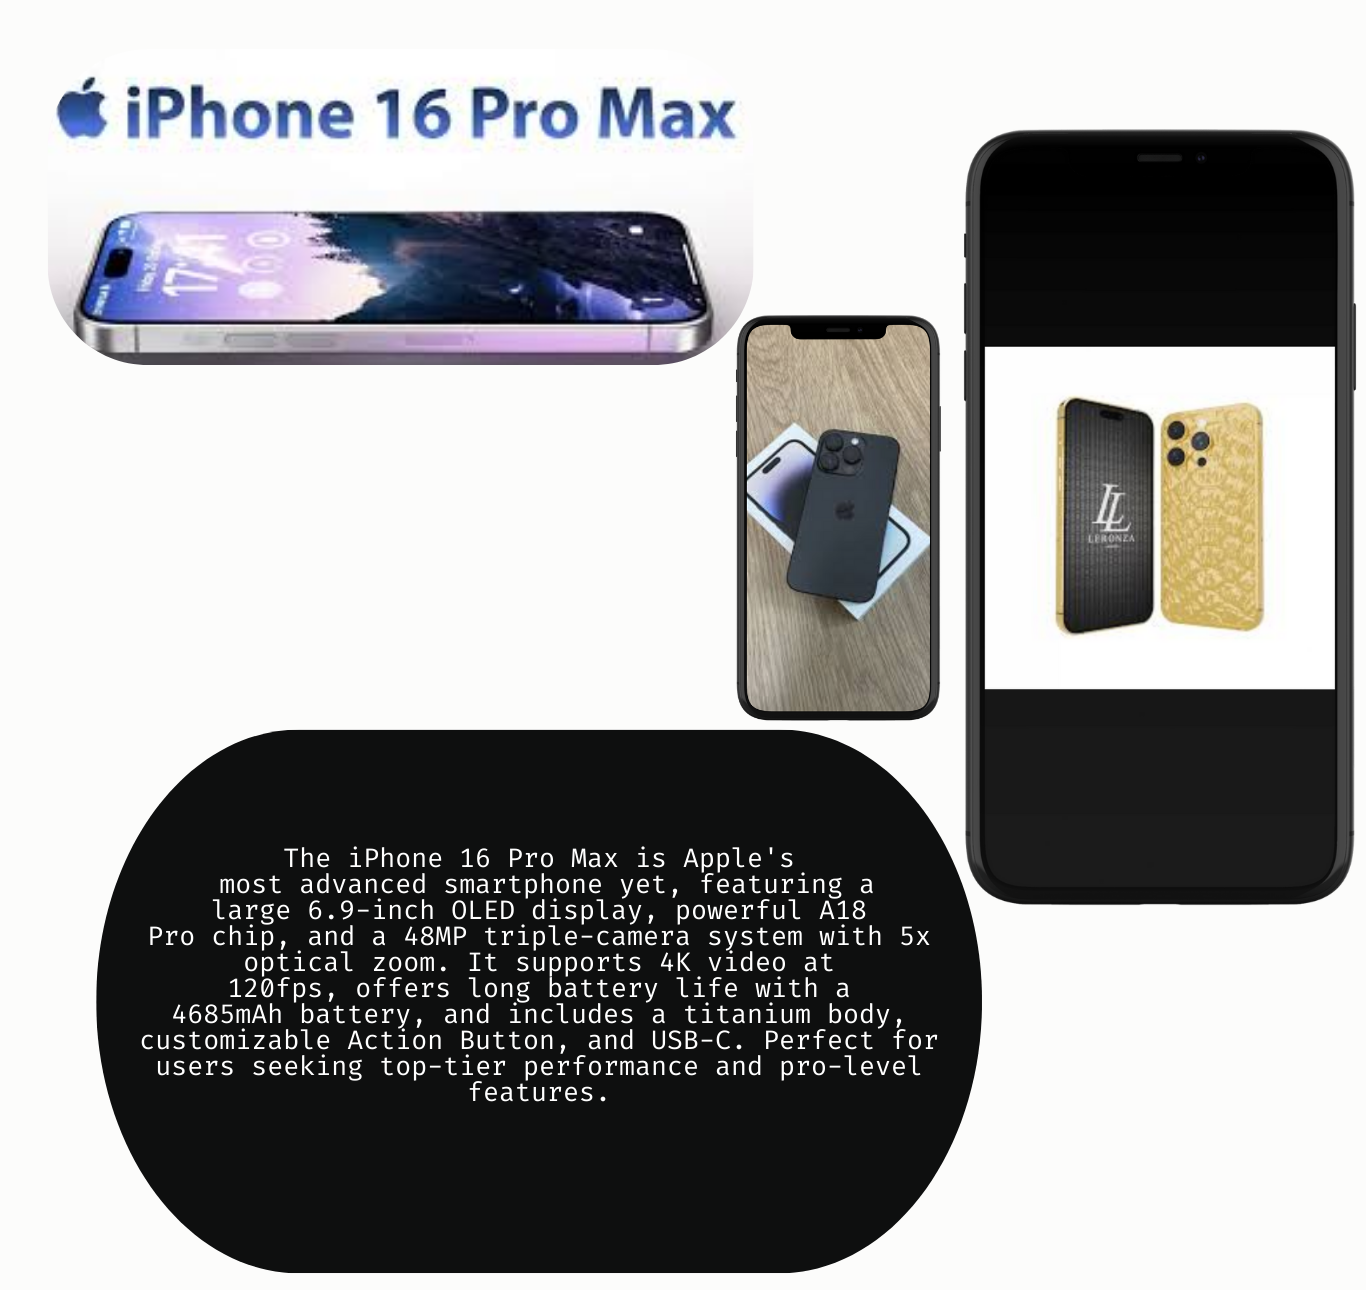 iPhone 16 Pro Max
LL
LERONZA
The iPhone 16 Pro Max is Apple's
most advanced smartphone yet, featuring a
large 6.9-inch OLED display, powerful A18
Pro chip, and a 48MP triple-camera system with 5x
optical zoom. It supports 4K video at
120fps, offers long battery life with a
4685mAh battery, and includes a titanium body,
customizable Action Button, and USB-C. Perfect for
users seeking top-tier performance and pro-level
features.